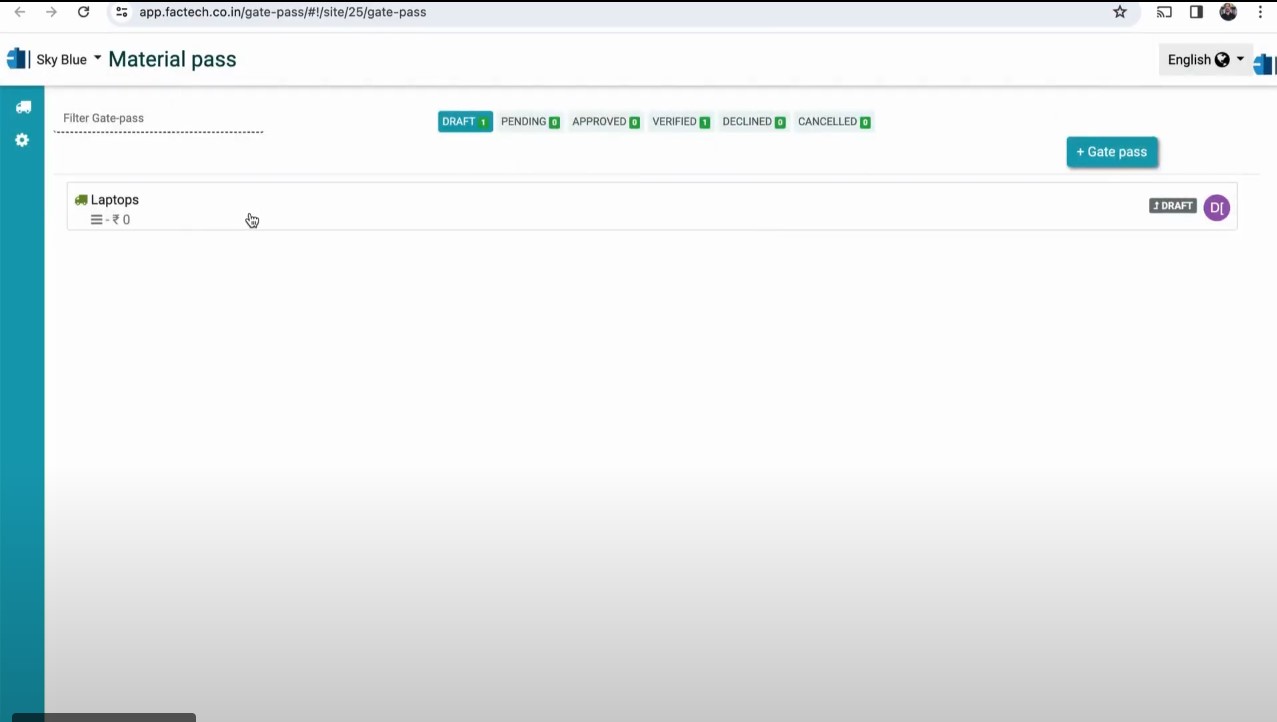 app.factech.co.in/gate-pass/#!/site/25/gate-pass
Sky Blue Material pass English
Filter Gate-pass DRAFT 1 PENDING 0 APPROVED 0 VERIFIED 1 DECLINED 0 CANCELLED 0
+ Gate pass
Laptops
- ₹ 0
DRAFT D[